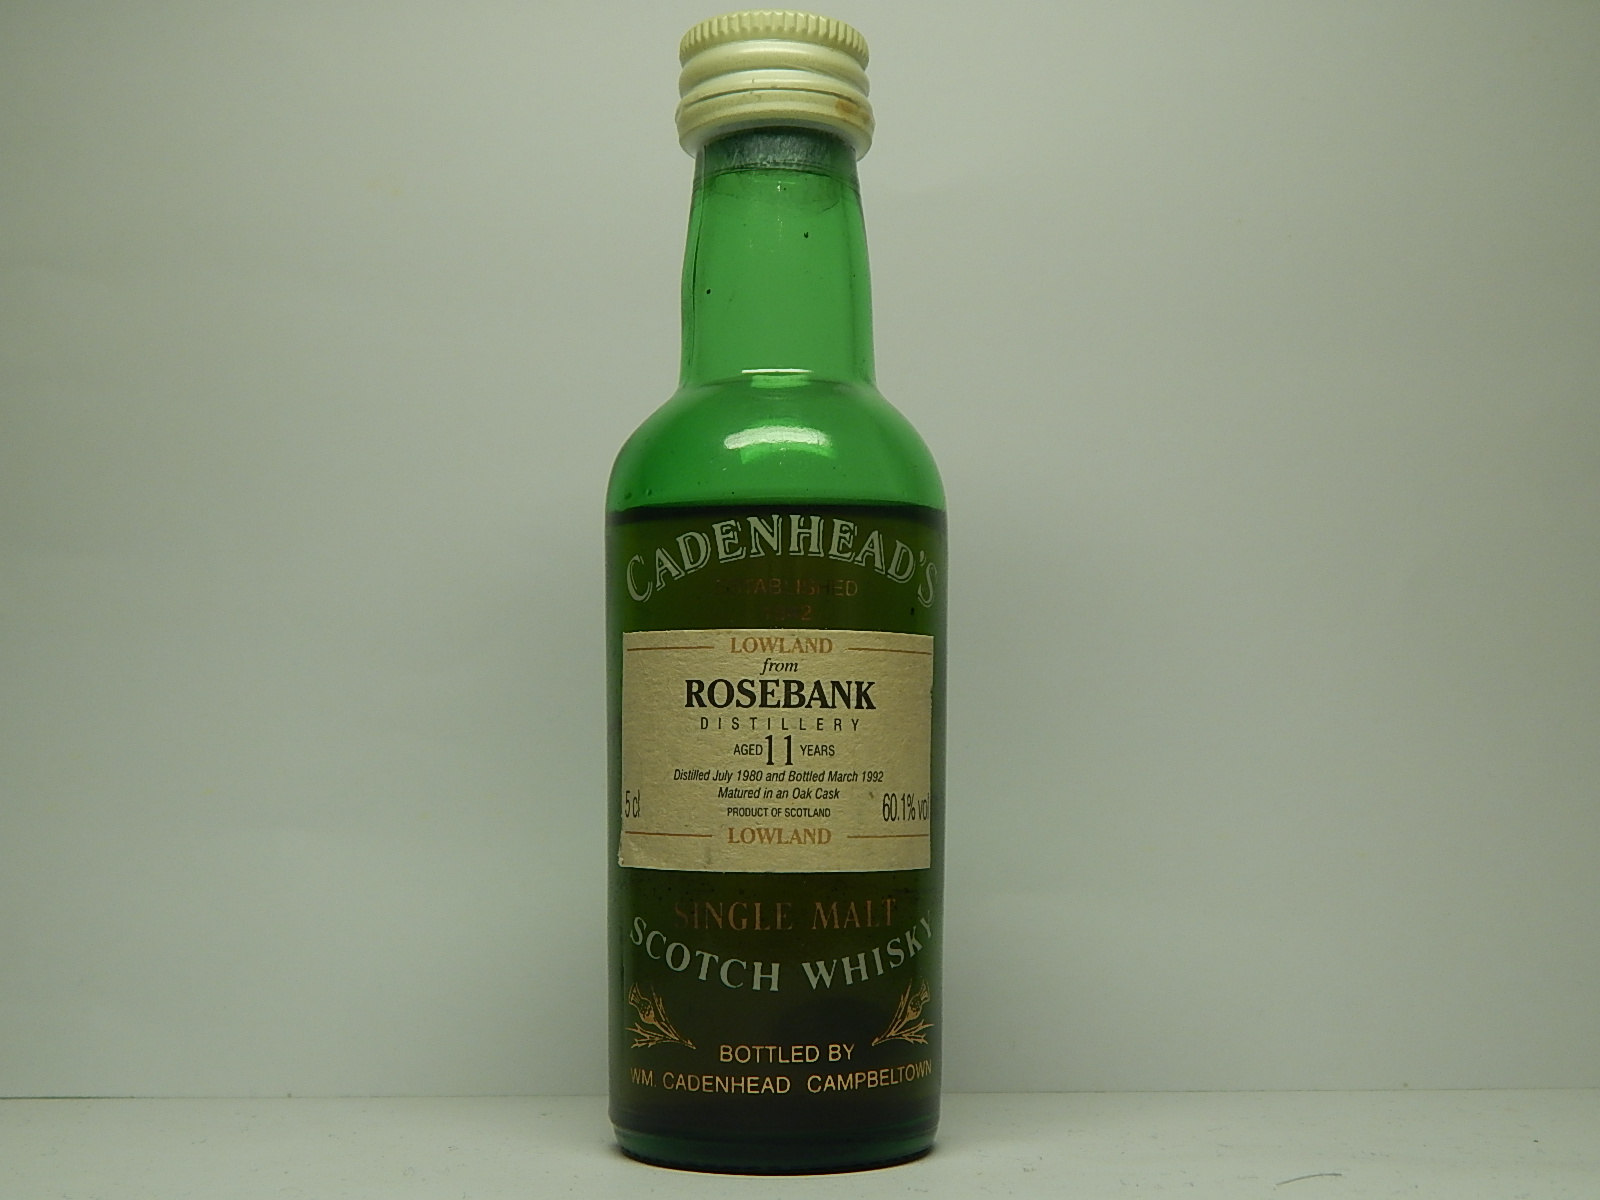 CADENHEAD'S
ESTABLISHED
1842
LOWLAND
from
ROSEBANK
DISTILLERY
AGED 11 YEARS
Distilled July 1980 and Bottled March 1992
Matured in an Oak Cask
5 cl PRODUCT OF SCOTLAND 60.1% vol
LOWLAND
SINGLE MALT
SCOTCH WHISKY
BOTTLED BY
WM. CADENHEAD CAMPBELTOWN